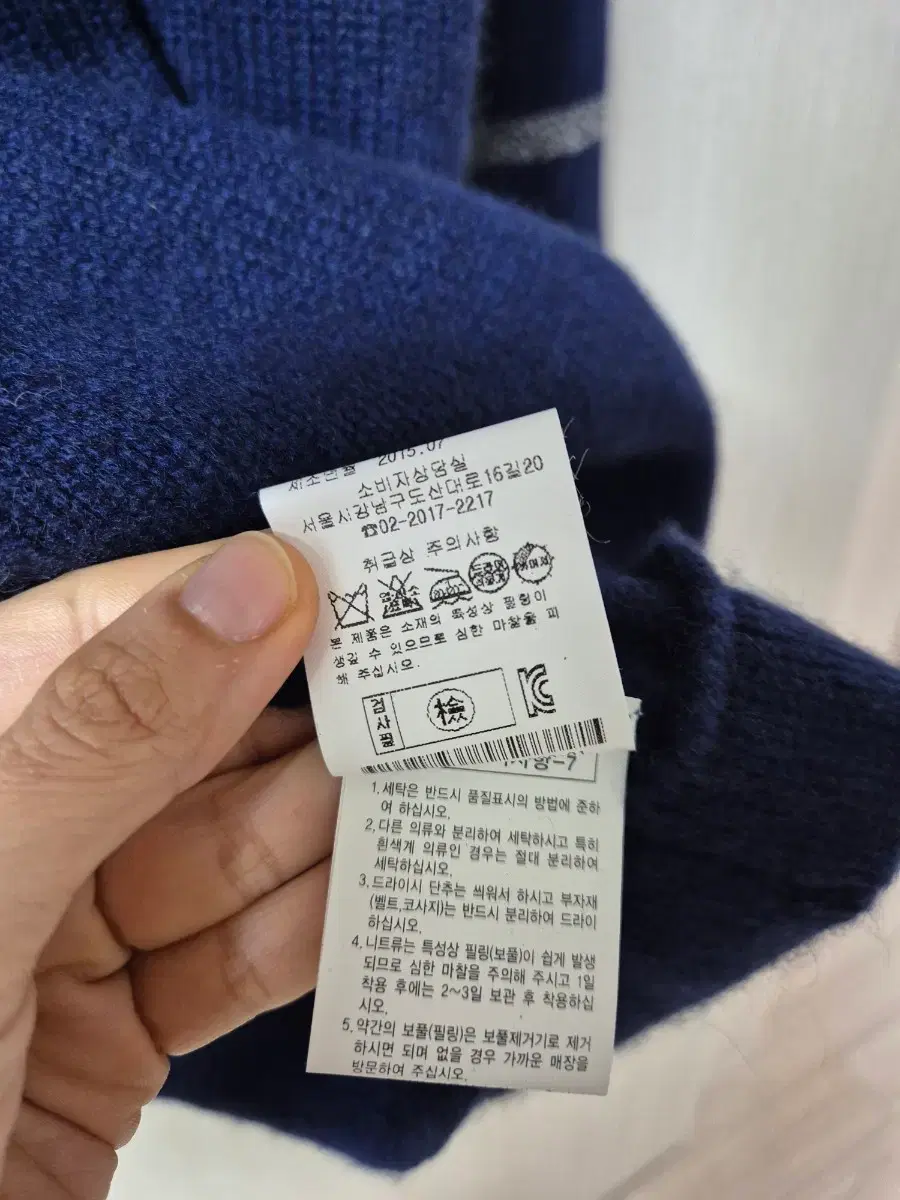 제조년월 2015.07
소비자상담실
서울시강남구도산대로16길20
☎02-2017-2217
취급상 주의사항
염소
드라이
본 제품은 소재의 특성상 필링이
생길 수 있으므로 심한 마찰을 피
해 주십시오.
검사필
檢
1.세탁은 반드시 품질표시의 방법에 준하
여 하십시오.
2.다른 의류와 분리하여 세탁하시고 특히
흰색계 의류인 경우는 절대 분리하여
세탁하십시오.
3.드라이시 단추는 씌워서 하시고 부자재
(벨트,코사지)는 반드시 분리하여 드라이
하십시오.
4.니트류는 특성상 필링(보풀)이 쉽게 발생
되므로 심한 마찰을 주의해 주시고 1일
착용 후에는 2~3일 보관 후 착용하십
시오.
5.약간의 보풀(필링)은 보풀제거기로 제거
하시면 되며 없을 경우 가까운 매장을
방문하여 주십시오.